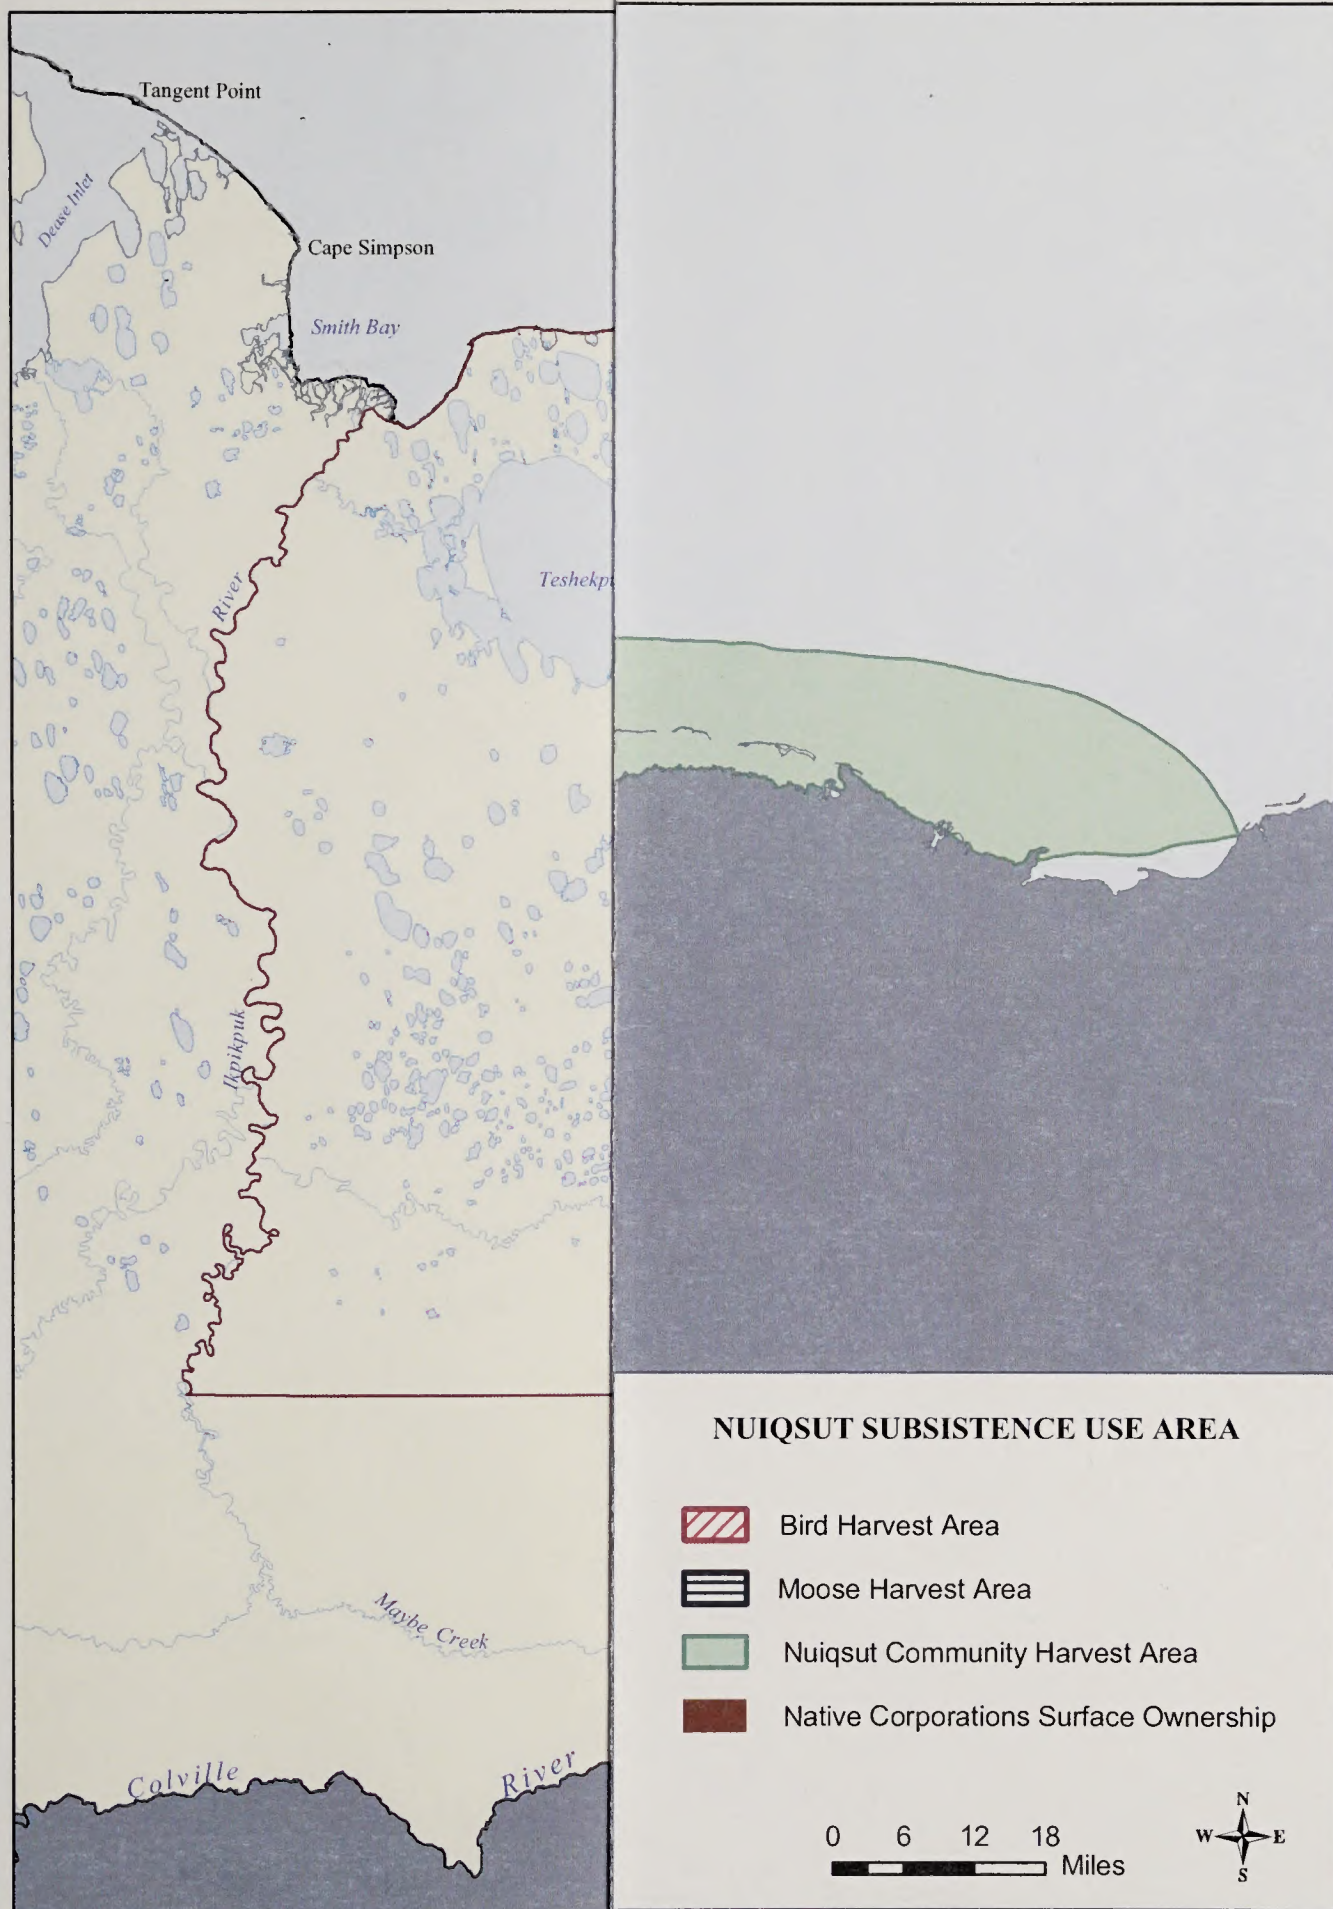 Tangent Point
Dease Inlet
Cape Simpson
Smith Bay
Teshekp
River
Ikpikpuk
Maybe Creek
Colville
River
NUIQSUT SUBSISTENCE USE AREA
Bird Harvest Area
Moose Harvest Area
Nuiqsut Community Harvest Area
Native Corporations Surface Ownership
0 6 12 18
Miles
N
W E
S